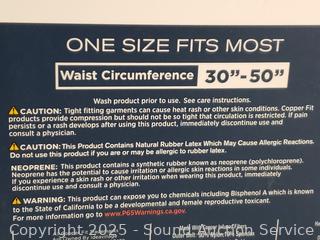 ONE SIZE FITS MOST
Waist Circumference 30"-50"
Wash product prior to use. See care instructions.
CAUTION: Tight fitting garments can cause heat rash or other skin conditions. Copper Fit
products provide compression but should not be so tight that circulation is restricted. If pain
persists or a rash develops after using this product, immediately discontinue use and
consult a physician.
CAUTION: This Product Contains Natural Rubber Latex Which May Cause Allergic Reactions.
Do not use this product if you are or may be allergic to rubber latex.
NEOPRENE: This product contains a synthetic rubber known as neoprene (polychloroprene).
Neoprene has the potential to cause irritation or allergic skin reactions in some individuals.
If you experience a skin rash or other irritation when wearing this product, immediately
discontinue use and consult a physician.
WARNING: This product can expose you to chemicals including Bisphenol A which is known
to the State of California to cause birth defects or other reproductive harm.
For more information go to www.P65Warnings.ca.gov.
Copyright 2025 -